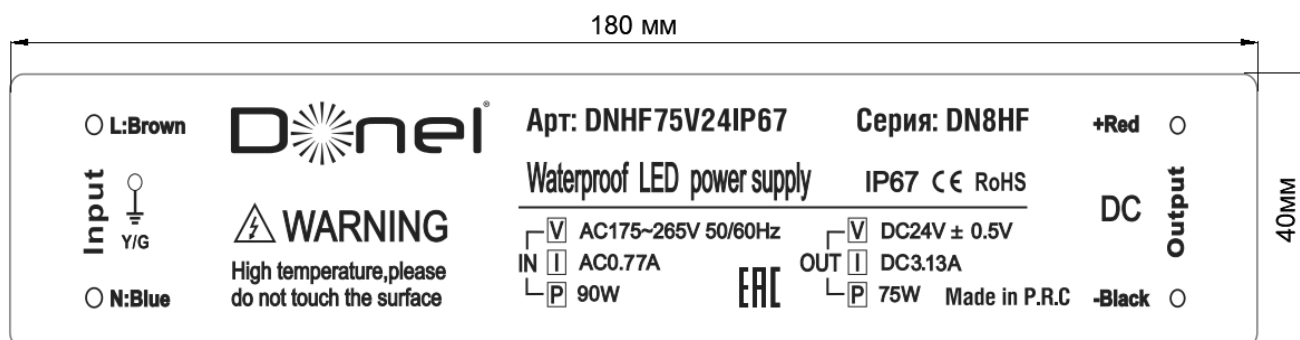 180 мм
L:Brown
Input
Y/G
N:Blue
Donel®
WARNING
High temperature,please
do not touch the surface
Арт: DNHF75V24IP67 Серия: DN8HF
Waterproof LED power supply IP67 CE RoHS
IN
V AC175~265V 50/60Hz
I AC0.77A
P 90W
EAC
OUT
V DC24V ± 0.5V
I DC3.13A
P 75W
Made in P.R.C
+Red
DC
Output
-Black
40мм